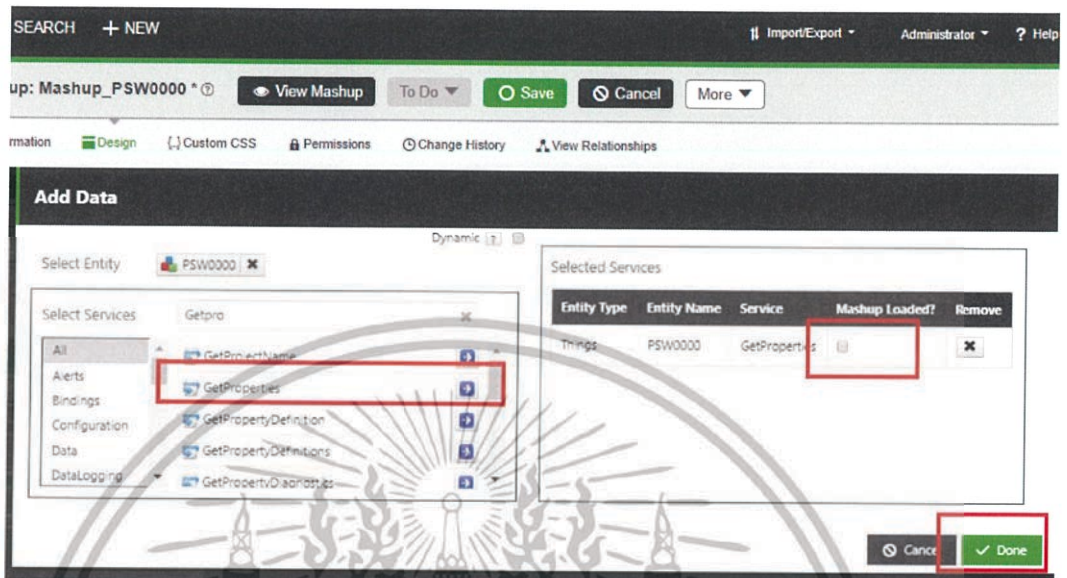 SEARCH + NEW Import/Export Administrator ? Help
up: Mashup_PSW0000 * ? View Mashup To Do Save Cancel More
rmation Design {..} Custom CSS Permissions Change History View Relationships
Add Data
Dynamic ?
Select Entity PSW0000
Selected Services
Select Services Getpro
Entity Type Entity Name Service Mashup Loaded? Remove
Things PSW0000 GetProperties
All
Alerts
Bindings
Configuration
Data
DataLogging
GetProjectName
GetProperties
GetPropertyDefinition
GetPropertyDefinitions
GetPropertyDiagnostics
Cancel Done